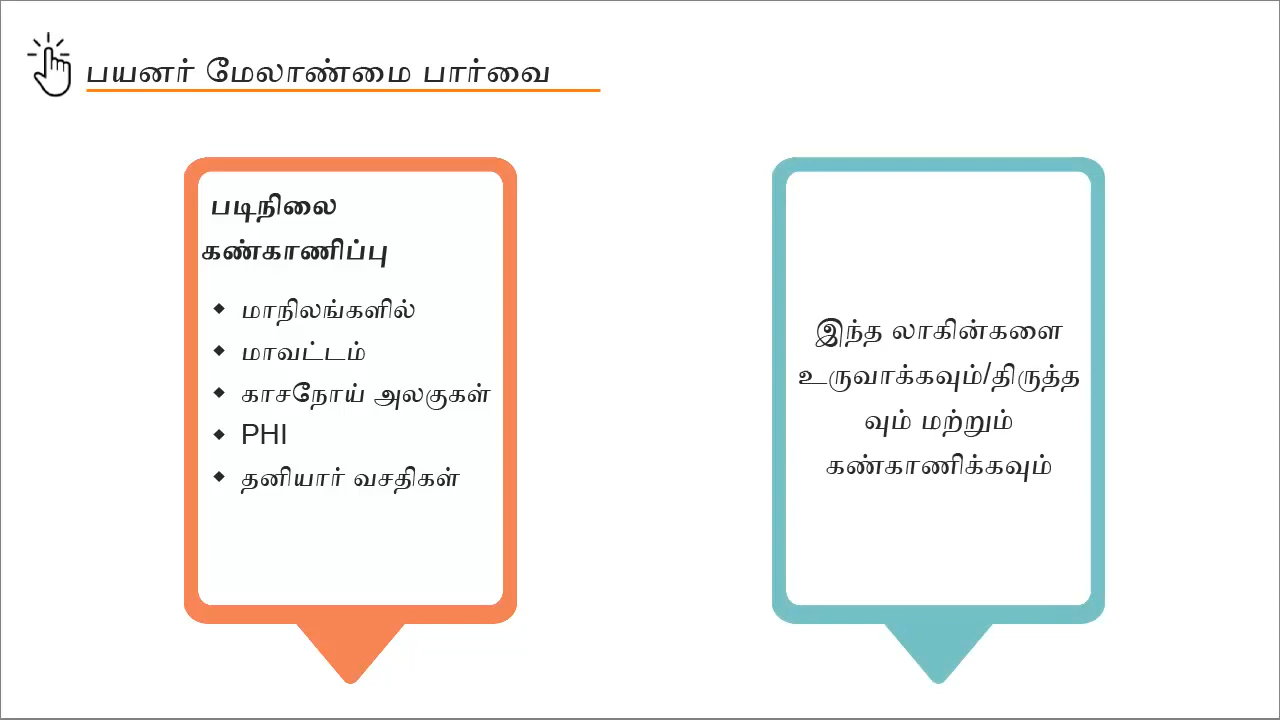 பயனர் மேலாண்மை பார்வை
படிநிலை
கண்காணிப்பு
◆ மாநிலங்களில்
◆ மாவட்டம்
◆ காசநோய் அலகுகள்
◆ PHI
◆ தனியார் வசதிகள்
இந்த லாகின்களை
உருவாக்கவும்/திருத்த
வும் மற்றும்
கண்காணிக்கவும்